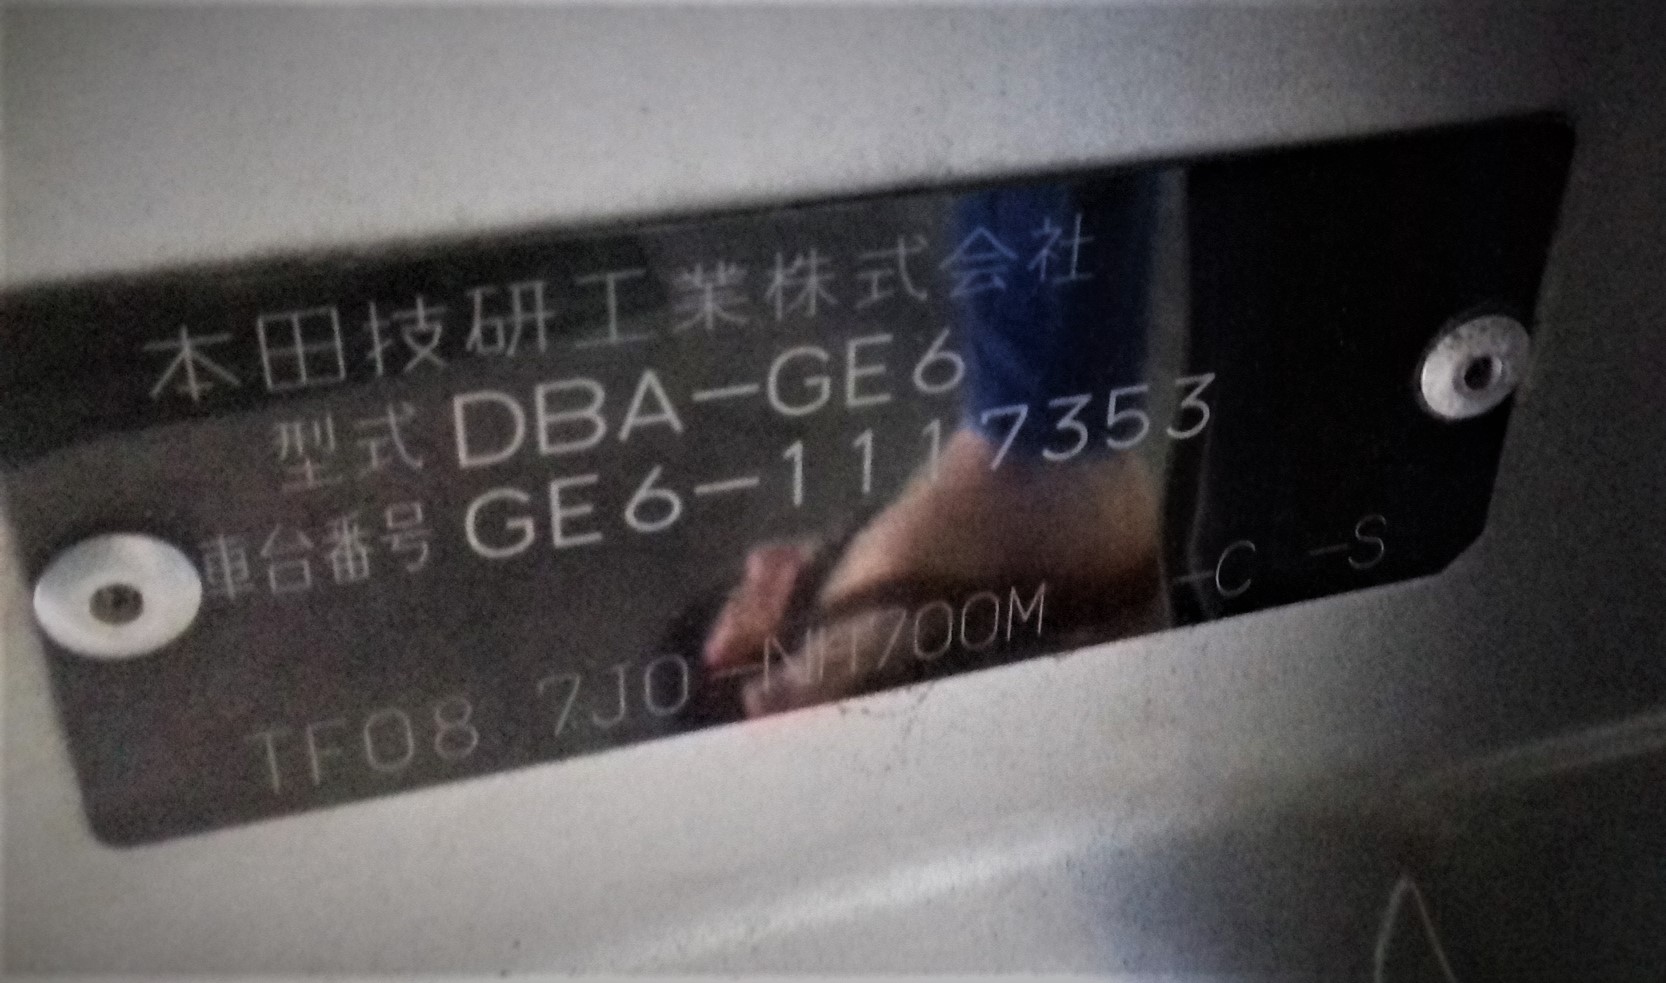 本田技研工業株式会社
型式 DBA-GE6
車台番号 GE6-1117353
TF08 7J0-NH700M -C -S